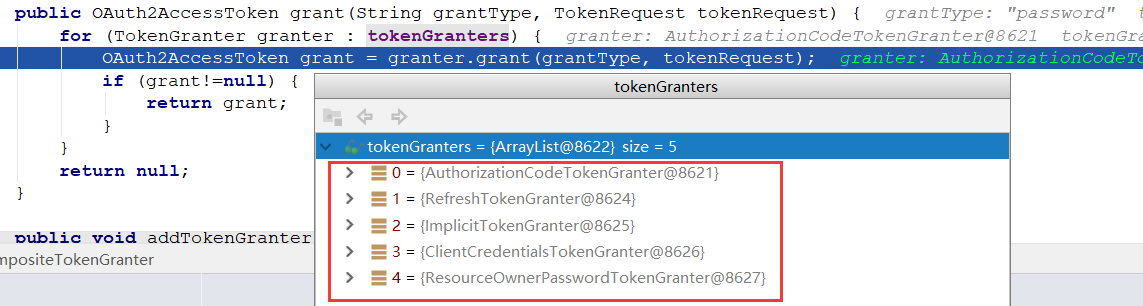 public OAuth2AccessToken grant(String grantType, TokenRequest tokenRequest) { grantType: "password"
for (TokenGranter granter : tokenGranters) { granter: AuthorizationCodeTokenGranter@8621 tokenGra
OAuth2AccessToken grant = granter.grant(grantType, tokenRequest); granter: AuthorizationCodeTo
if (grant!=null) {
return grant;
}
}
return null;
}
public void addTokenGranter
mpositeTokenGranter
tokenGranters
tokenGranters = {ArrayList@8622} size = 5
0 = {AuthorizationCodeTokenGranter@8621}
1 = {RefreshTokenGranter@8624}
2 = {ImplicitTokenGranter@8625}
3 = {ClientCredentialsTokenGranter@8626}
4 = {ResourceOwnerPasswordTokenGranter@8627}